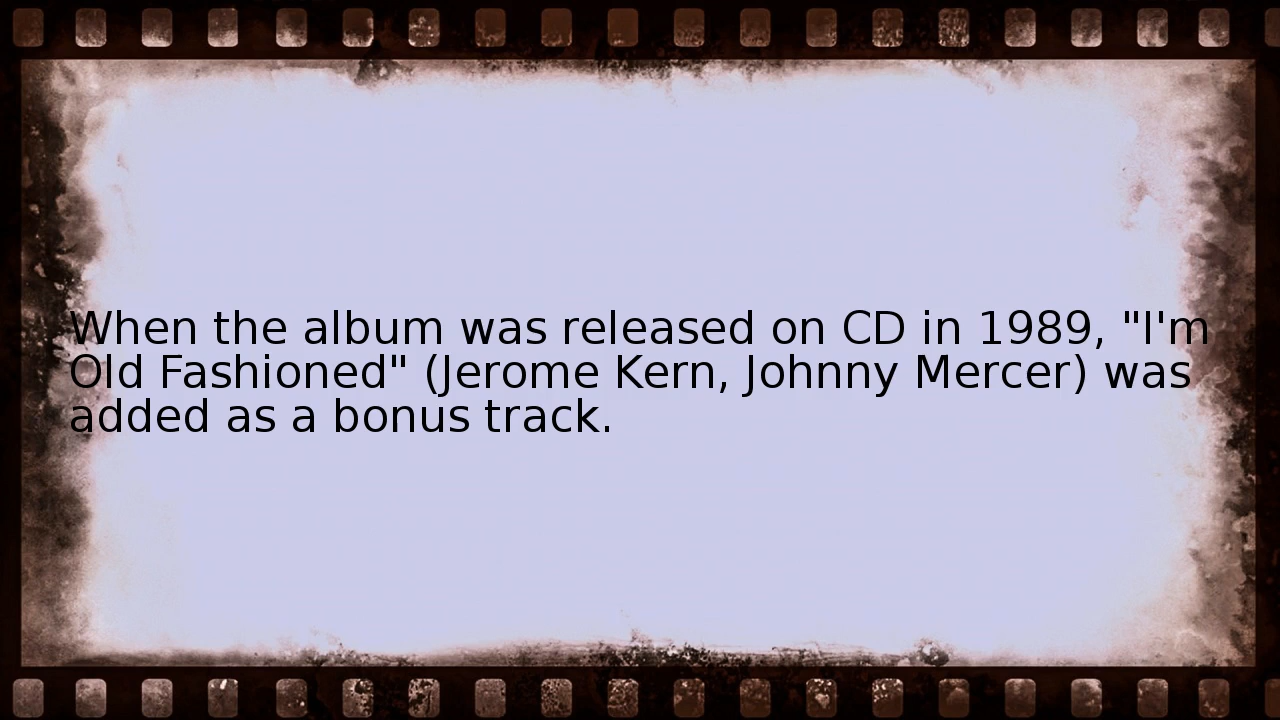 When the album was released on CD in 1989, "I'm
Old Fashioned" (Jerome Kern, Johnny Mercer) was
added as a bonus track.